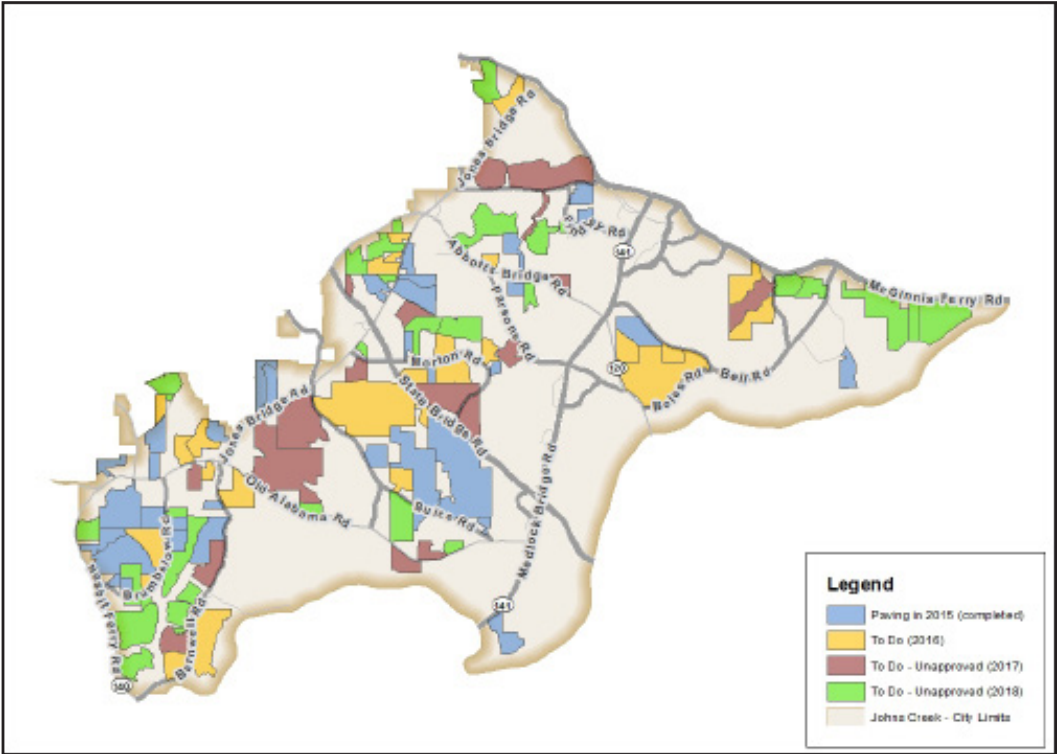 Jones Bridge Rd
141
Abbotts Bridge Rd
McGinnis Ferry Rd
Parsons Rd
Morton Rd
120
Bell Rd
Boles Rd
State Bridge Rd
Jones Bridge Rd
Old Alabama Rd
Buice Rd
Medlock Bridge Rd
Brumbelow Rd
Nesbit Ferry Rd
Barnwell Rd
141
140
Legend
Paving in 2015 (completed)
To Do (2016)
To Do - Unapproved (2017)
To Do - Unapproved (2018)
Johns Creek - City Limits